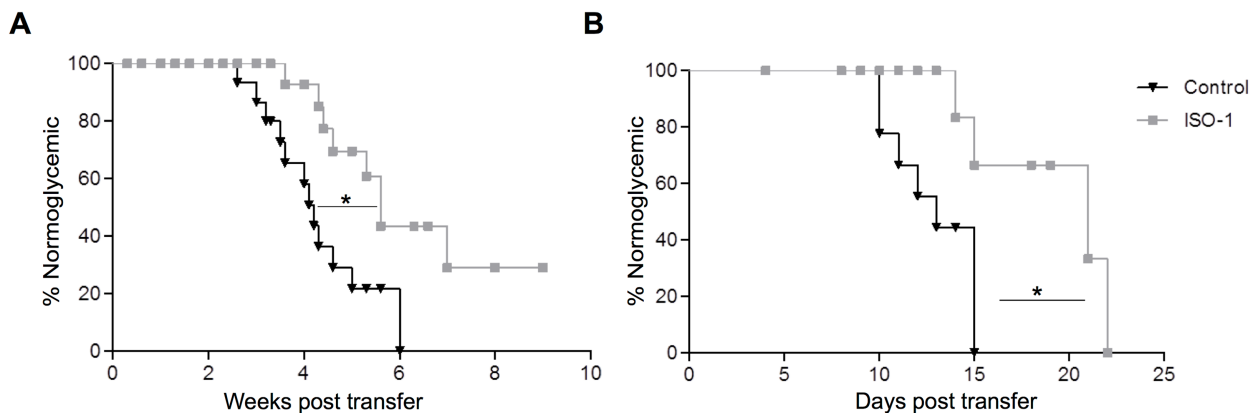 A
B
% Normoglycemic
100
80
60
40
20
0
*
0 2 4 6 8 10
Weeks post transfer
% Normoglycemic
100
80
60
40
20
0
*
0 5 10 15 20 25
Days post transfer
Control
ISO-1